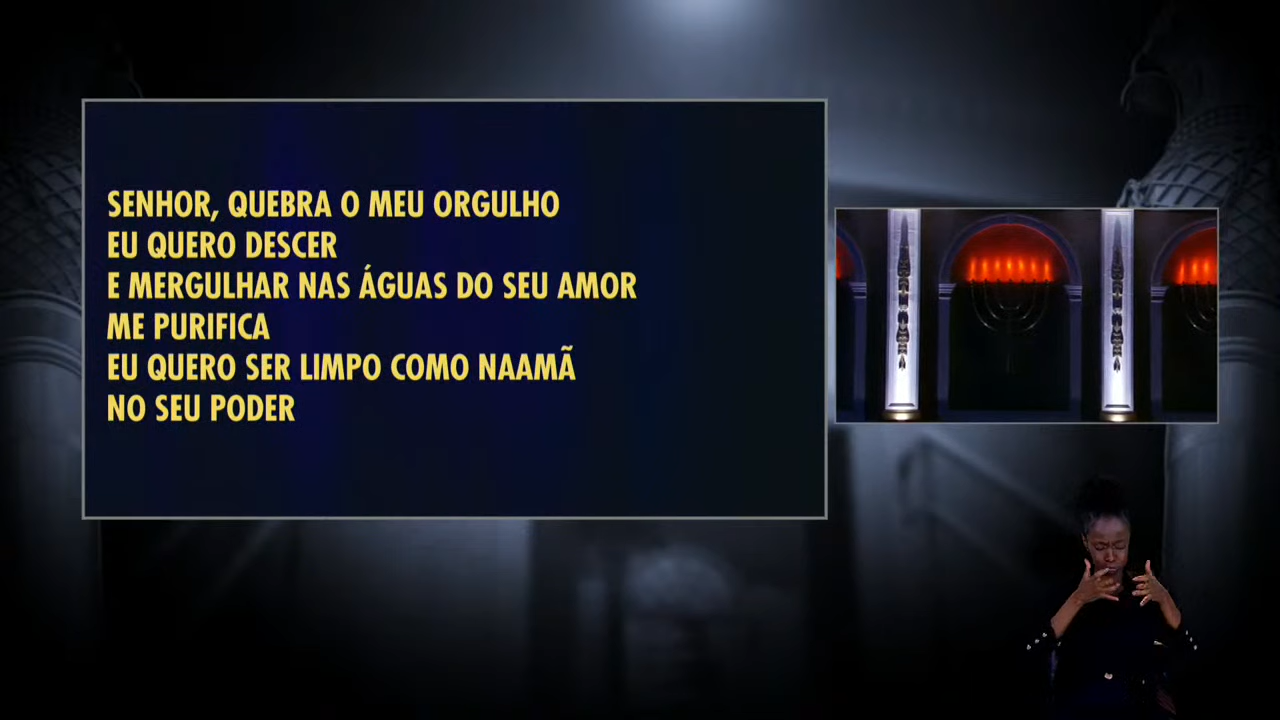 SENHOR, QUEBRA O MEU ORGULHO
EU QUERO DESCER
E MERGULHAR NAS ÁGUAS DO SEU AMOR
ME PURIFICA
EU QUERO SER LIMPO COMO NAAMÃ
NO SEU PODER